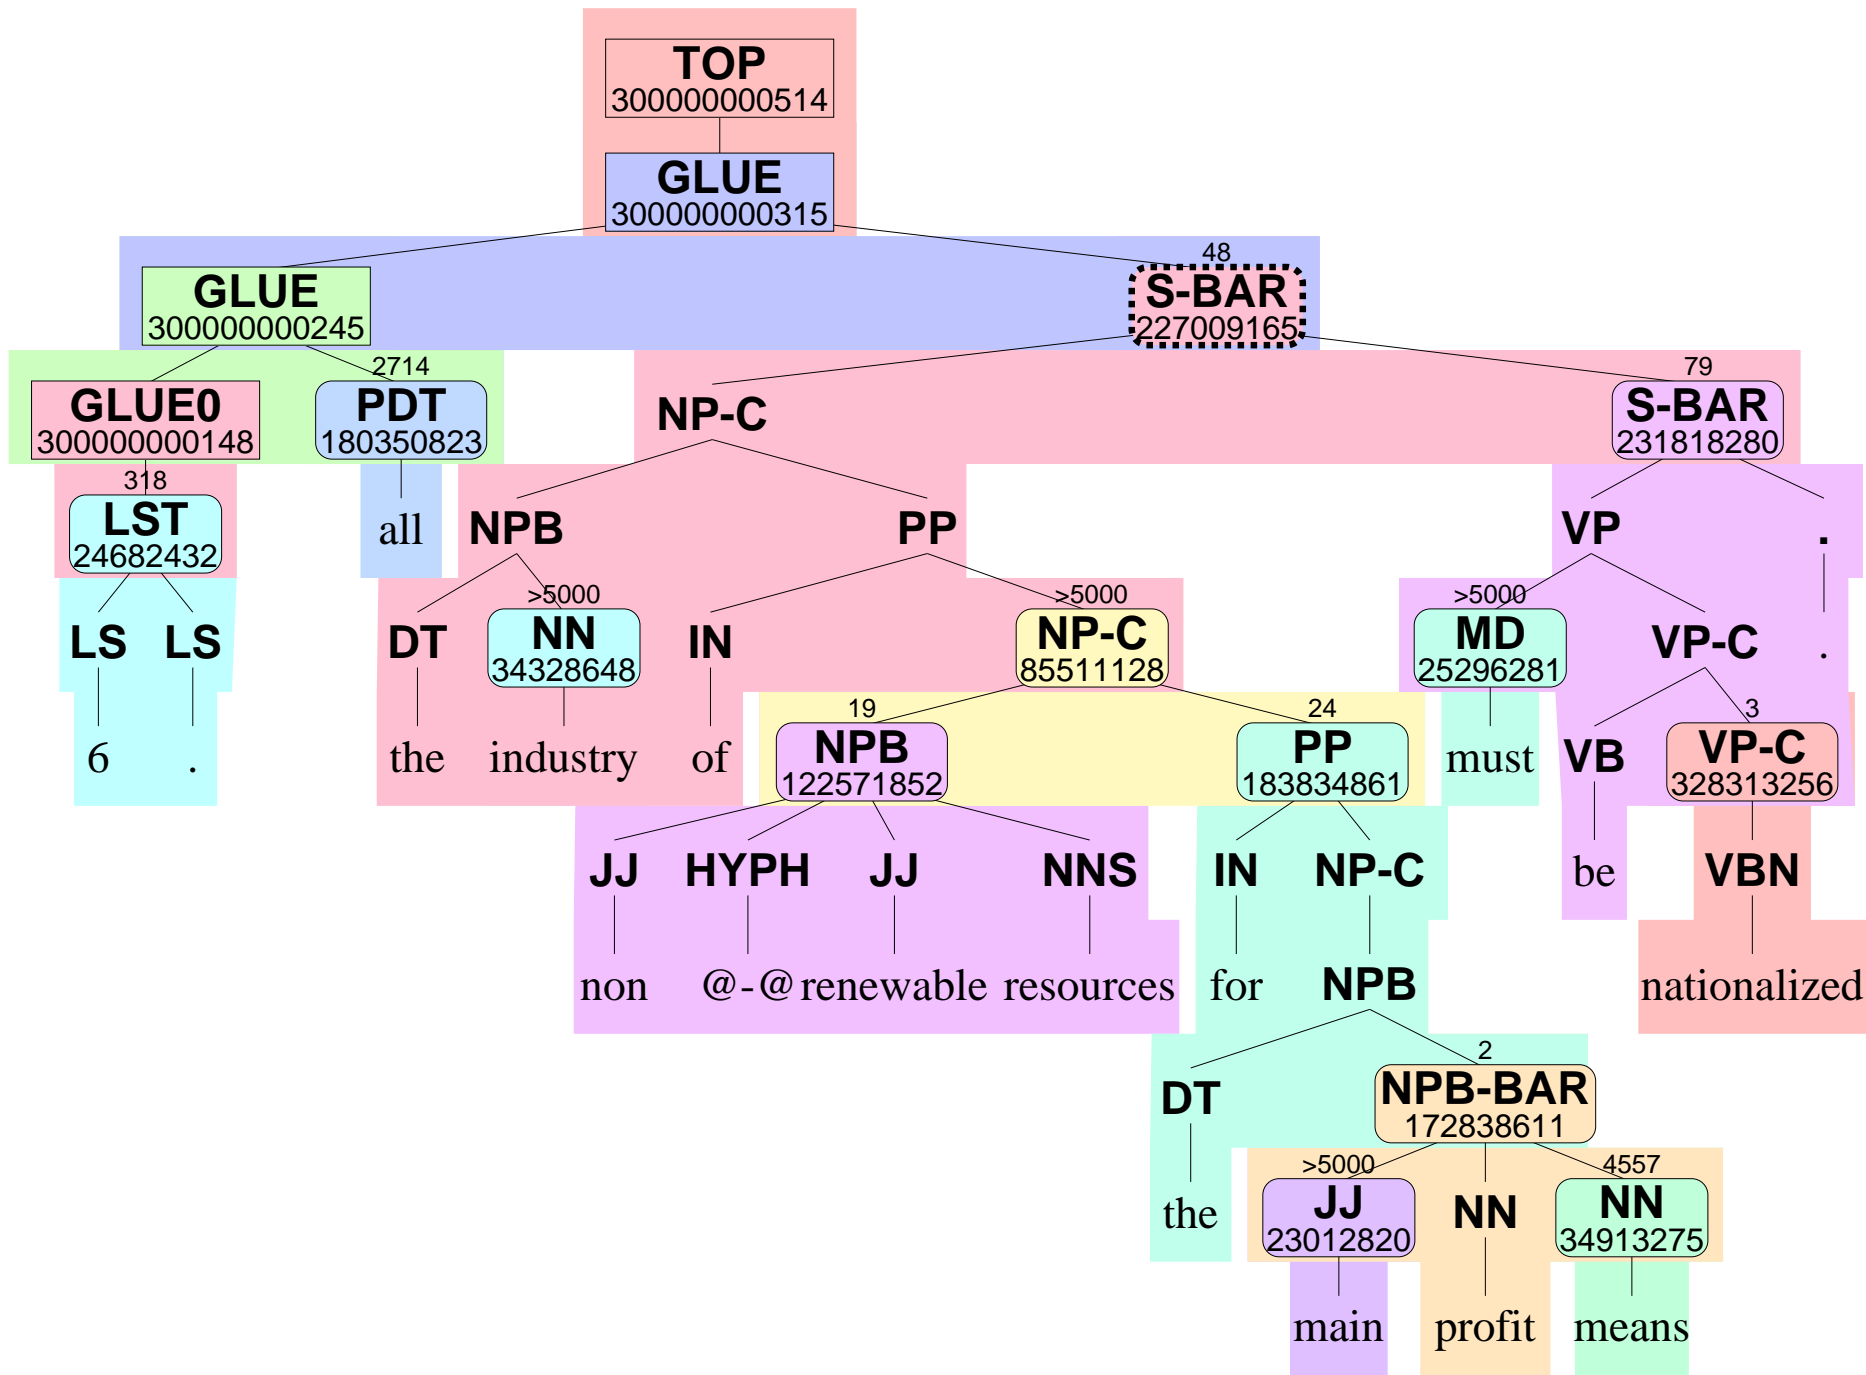 TOP
300000000514
GLUE
300000000315
48
GLUE S-BAR
300000000245 227009165
2714 79
GLUE0 PDT NP-C S-BAR
300000000148 180350823 231818280
318
LST all NPB PP VP .
24682432
>5000 >5000 >5000
LS LS DT NN IN NP-C MD VP-C .
34328648 85511128 25296281
19 24 3
6 . the industry of NPB PP must VB VP-C
122571852 183834861 328313256
JJ HYPH JJ NNS IN NP-C be VBN
non @-@ renewable resources for NPB nationalized
2
DT NPB-BAR
172838611
>5000 4557
the JJ NN NN
23012820 34913275
main profit means